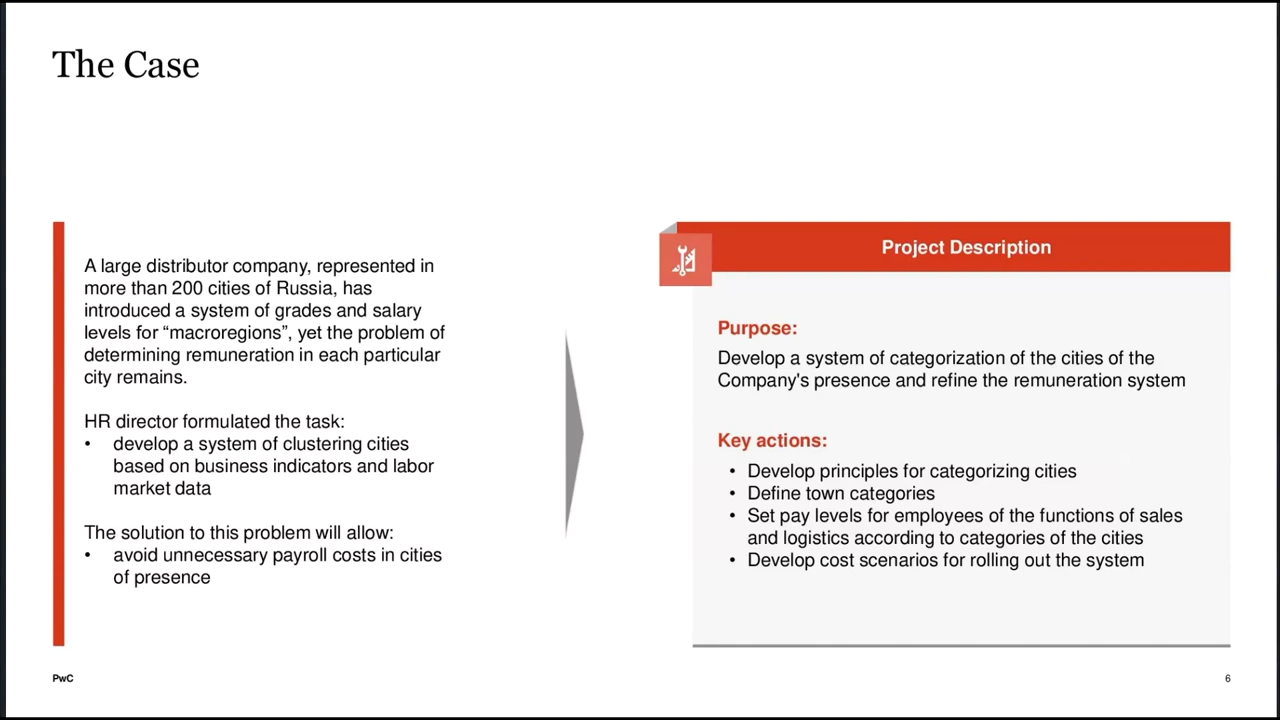 The Case
A large distributor company, represented in
more than 200 cities of Russia, has
introduced a system of grades and salary
levels for “macroregions”, yet the problem of
determining remuneration in each particular
city remains.
HR director formulated the task:
• develop a system of clustering cities
based on business indicators and labor
market data
The solution to this problem will allow:
• avoid unnecessary payroll costs in cities
of presence
Project Description
Purpose:
Develop a system of categorization of the cities of the
Company's presence and refine the remuneration system
Key actions:
• Develop principles for categorizing cities
• Define town categories
• Set pay levels for employees of the functions of sales
and logistics according to categories of the cities
• Develop cost scenarios for rolling out the system
PwC
6